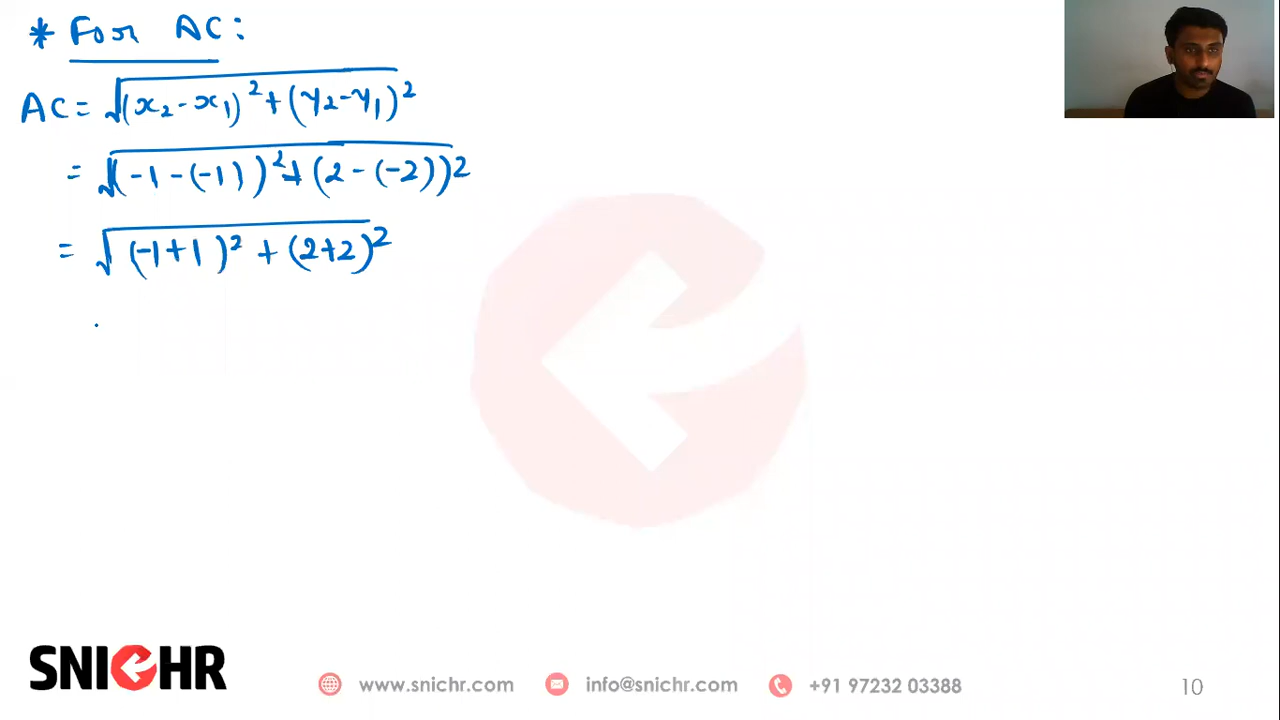 * For AC:
AC = √(x₂ - x₁)² + (y₂ - y₁)²
= √(-1 - (-1))² + (2 - (-2))²
= √(-1+1)² + (2+2)²
SNICHR
www.snichr.com info@snichr.com +91 97232 03388 10